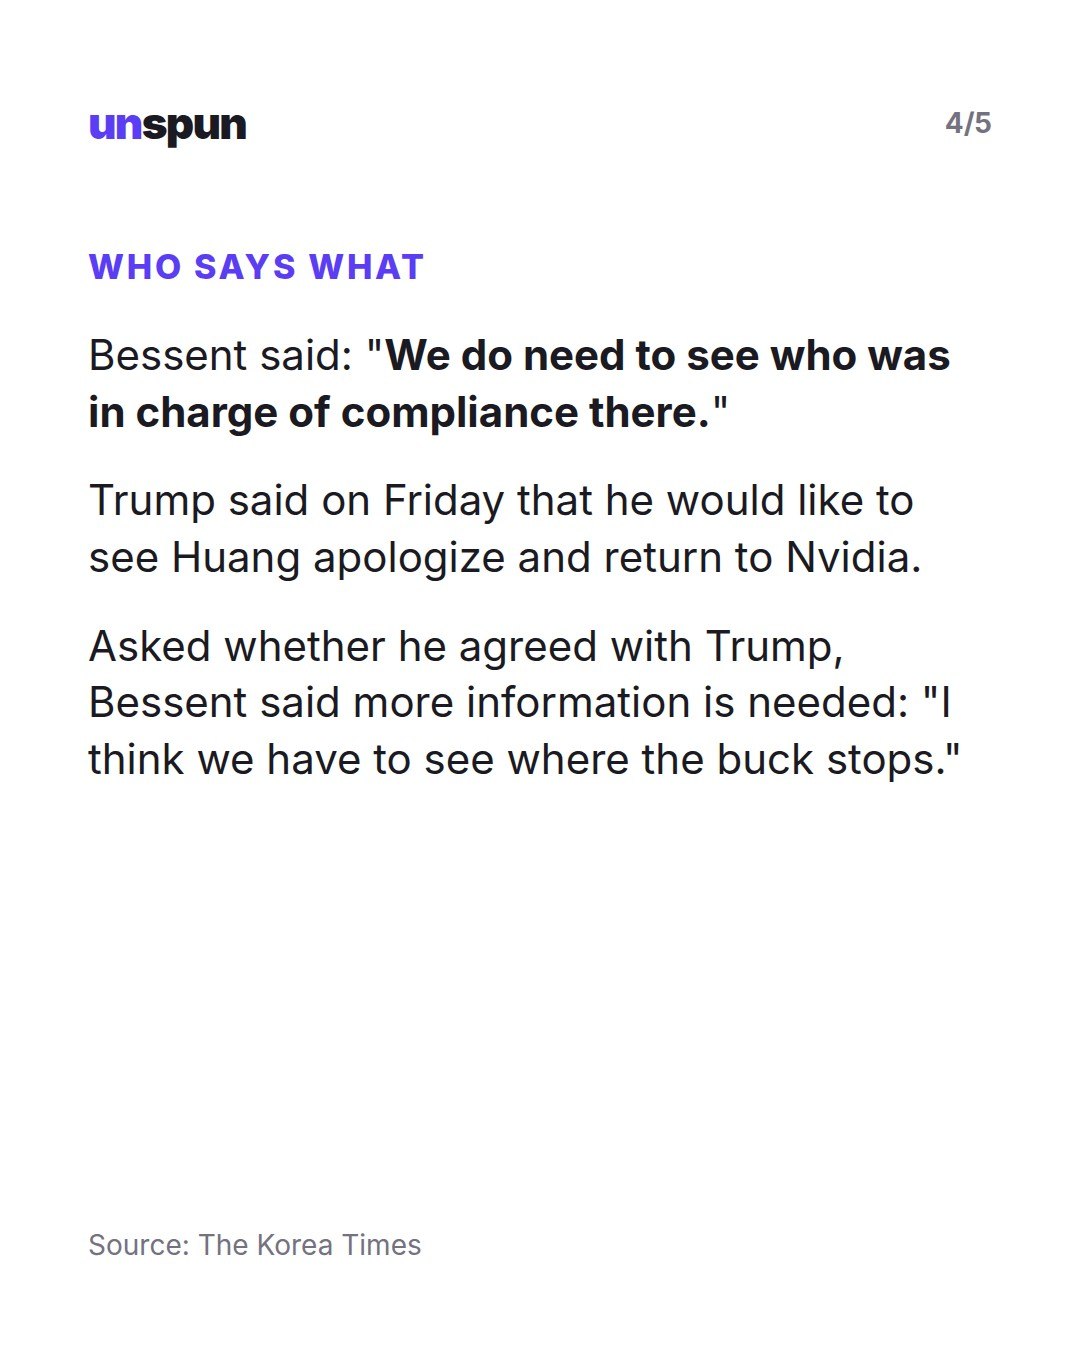 unspun
4/5
WHO SAYS WHAT
Bessent said: "We do need to see who was
in charge of compliance there."
Trump said on Friday that he would like to
see Huang apologize and return to Nvidia.
Asked whether he agreed with Trump,
Bessent said more information is needed: "I
think we have to see where the buck stops."
Source: The Korea Times